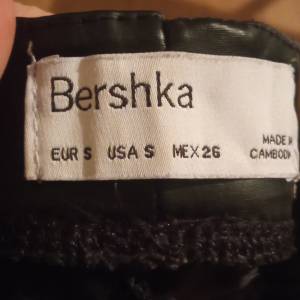 Bershka
EUR S USA S MEX 26
MADE IN
CAMBODIA